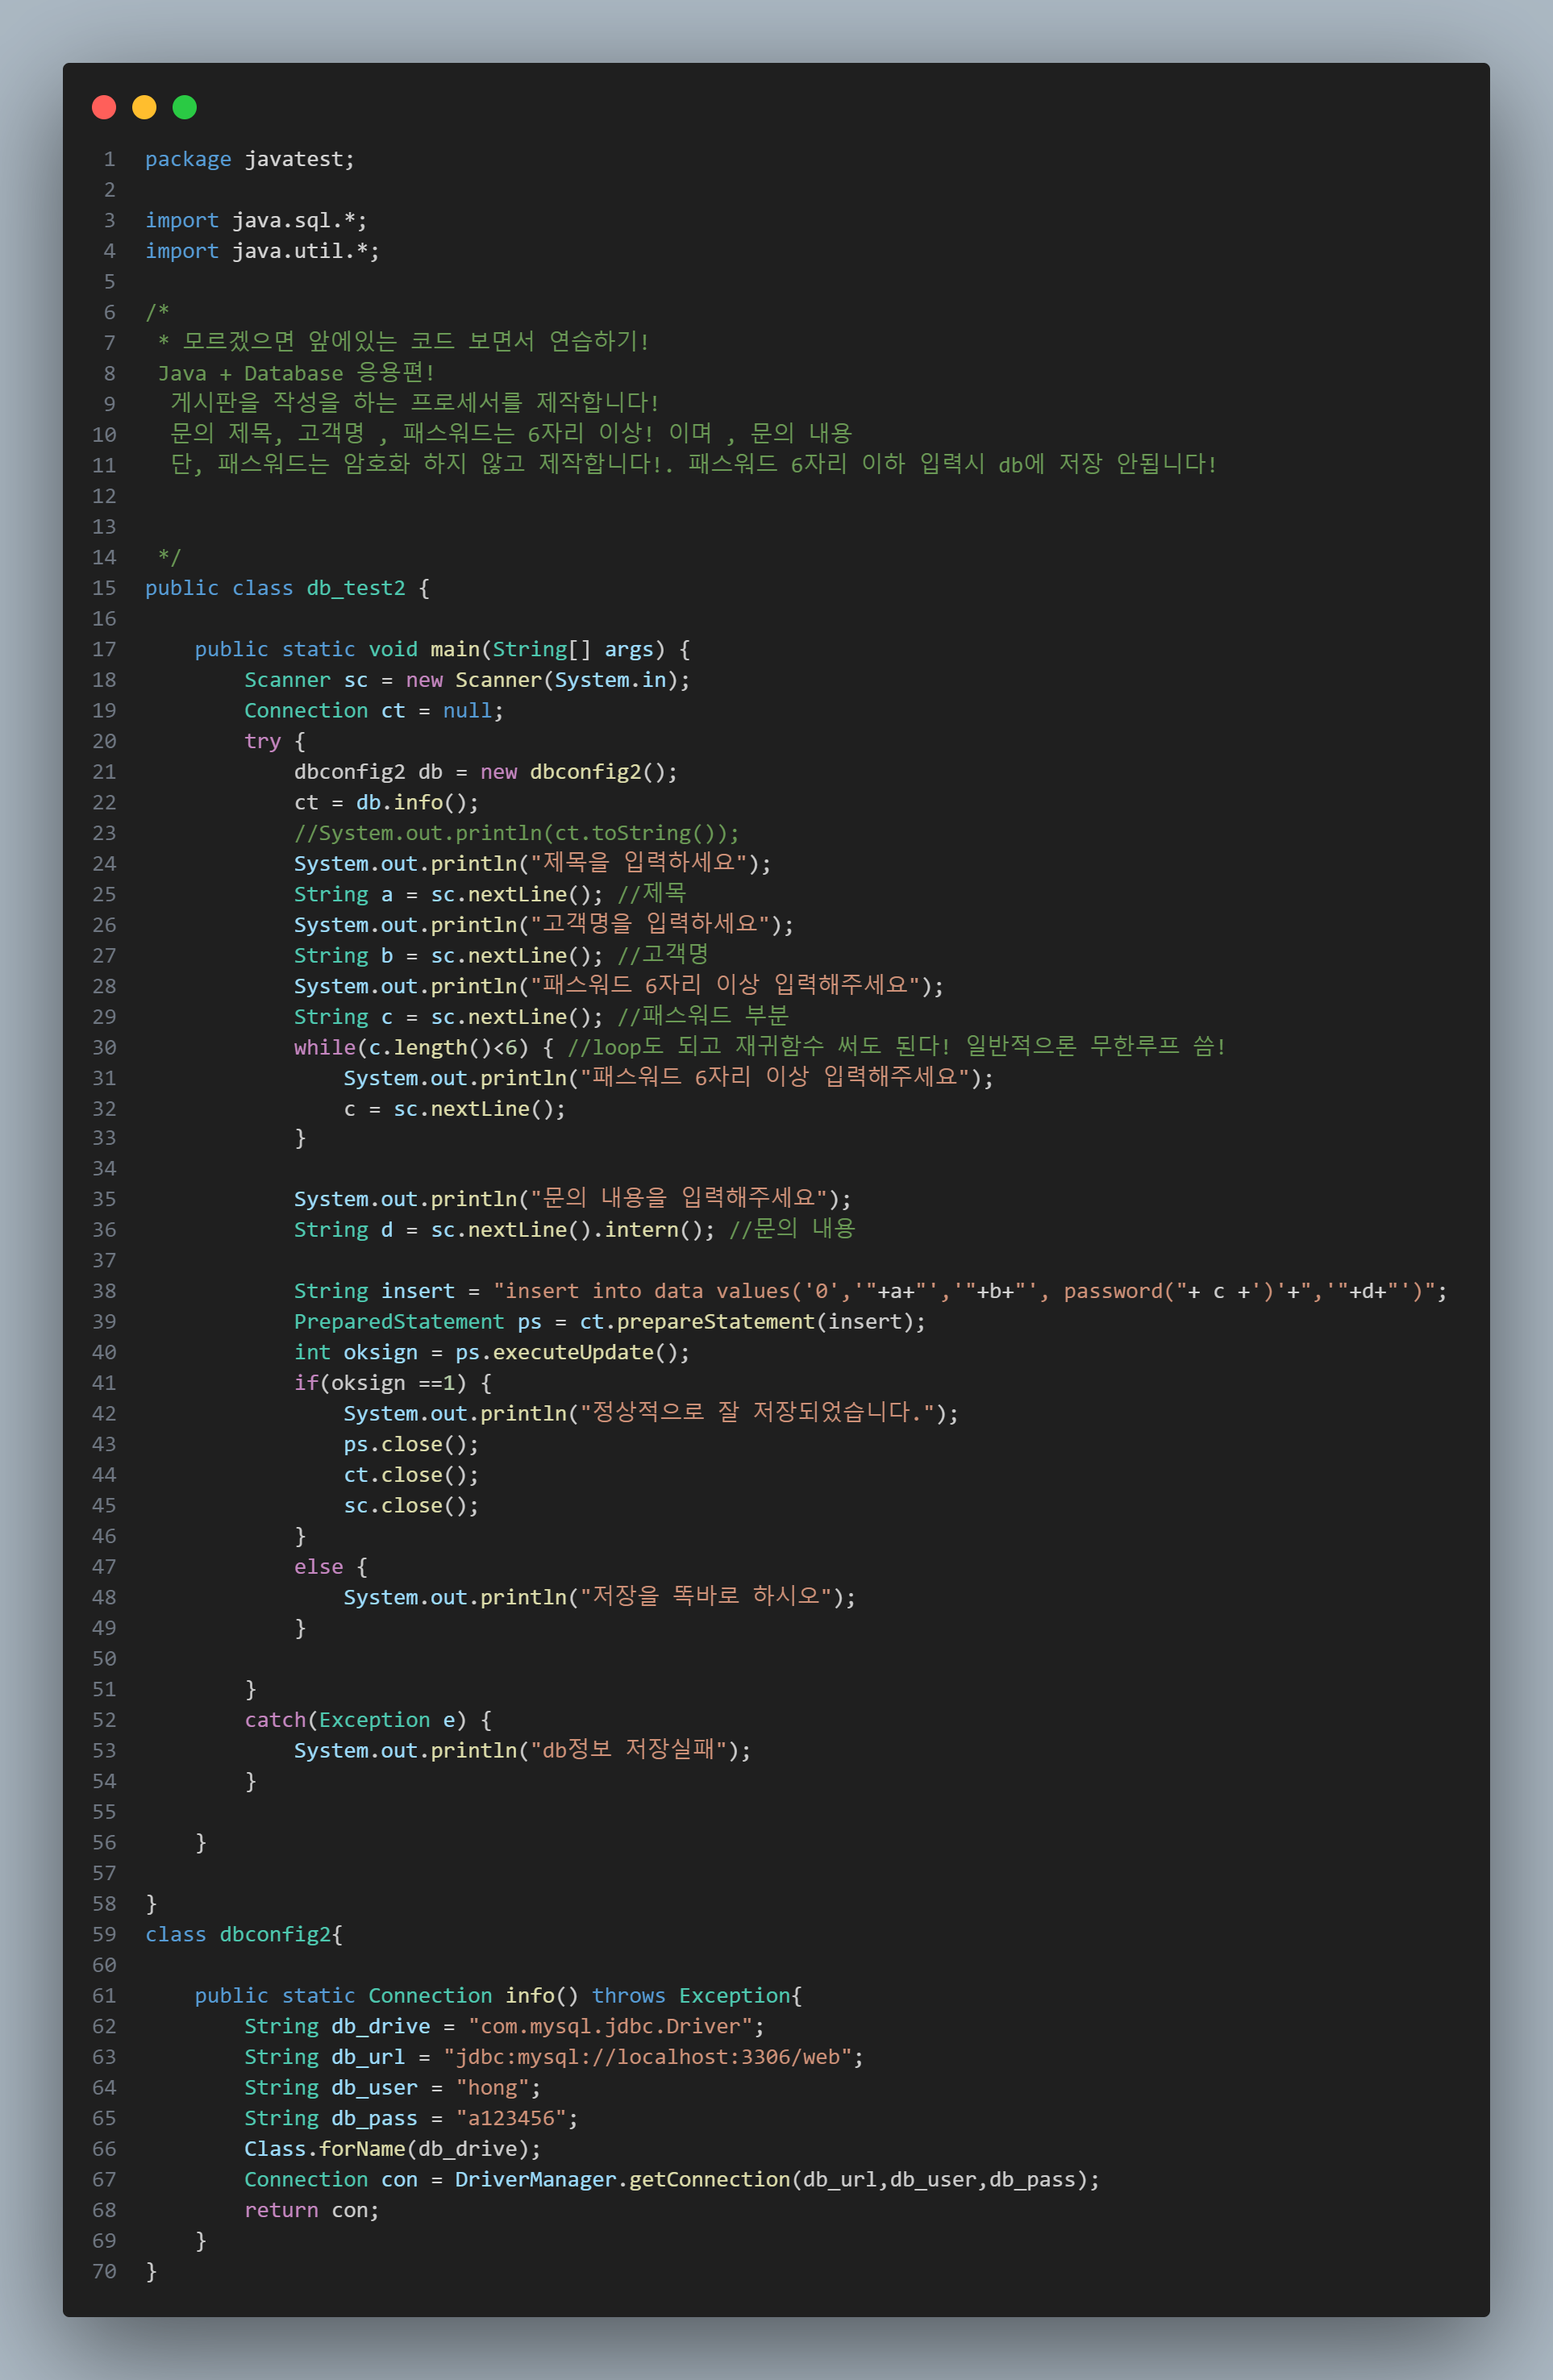 1 package javatest;
2
3 import java.sql.*;
4 import java.util.*;
5
6 /*
7  * 모르겠으면 앞에있는 코드 보면서 연습하기!
8  Java + Database 응용편!
9   게시판을 작성을 하는 프로세서를 제작합니다!
10   문의 제목, 고객명 , 패스워드는 6자리 이상! 이며 , 문의 내용
11   단, 패스워드는 암호화 하지 않고 제작합니다!. 패스워드 6자리 이하 입력시 db에 저장 안됩니다!
12
13
14  */
15 public class db_test2 {
16
17     public static void main(String[] args) {
18         Scanner sc = new Scanner(System.in);
19         Connection ct = null;
20         try {
21             dbconfig2 db = new dbconfig2();
22             ct = db.info();
23             //System.out.println(ct.toString());
24             System.out.println("제목을 입력하세요");
25             String a = sc.nextLine(); //제목
26             System.out.println("고객명을 입력하세요");
27             String b = sc.nextLine(); //고객명
28             System.out.println("패스워드 6자리 이상 입력해주세요");
29             String c = sc.nextLine(); //패스워드 부분
30             while(c.length()<6) { //loop도 되고 재귀함수 써도 된다! 일반적으론 무한루프 씀!
31                 System.out.println("패스워드 6자리 이상 입력해주세요");
32                 c = sc.nextLine();
33             }
34
35             System.out.println("문의 내용을 입력해주세요");
36             String d = sc.nextLine().intern(); //문의 내용
37
38             String insert = "insert into data values('0','"+a+"','"+b+"', password("+ c +')'+",'"+d+"')";
39             PreparedStatement ps = ct.prepareStatement(insert);
40             int oksign = ps.executeUpdate();
41             if(oksign ==1) {
42                 System.out.println("정상적으로 잘 저장되었습니다.");
43                 ps.close();
44                 ct.close();
45                 sc.close();
46             }
47             else {
48                 System.out.println("저장을 똑바로 하시오");
49             }
50
51         }
52         catch(Exception e) {
53             System.out.println("db정보 저장실패");
54         }
55
56     }
57
58 }
59 class dbconfig2{
60
61     public static Connection info() throws Exception{
62         String db_drive = "com.mysql.jdbc.Driver";
63         String db_url = "jdbc:mysql://localhost:3306/web";
64         String db_user = "hong";
65         String db_pass = "a123456";
66         Class.forName(db_drive);
67         Connection con = DriverManager.getConnection(db_url,db_user,db_pass);
68         return con;
69     }
70 }